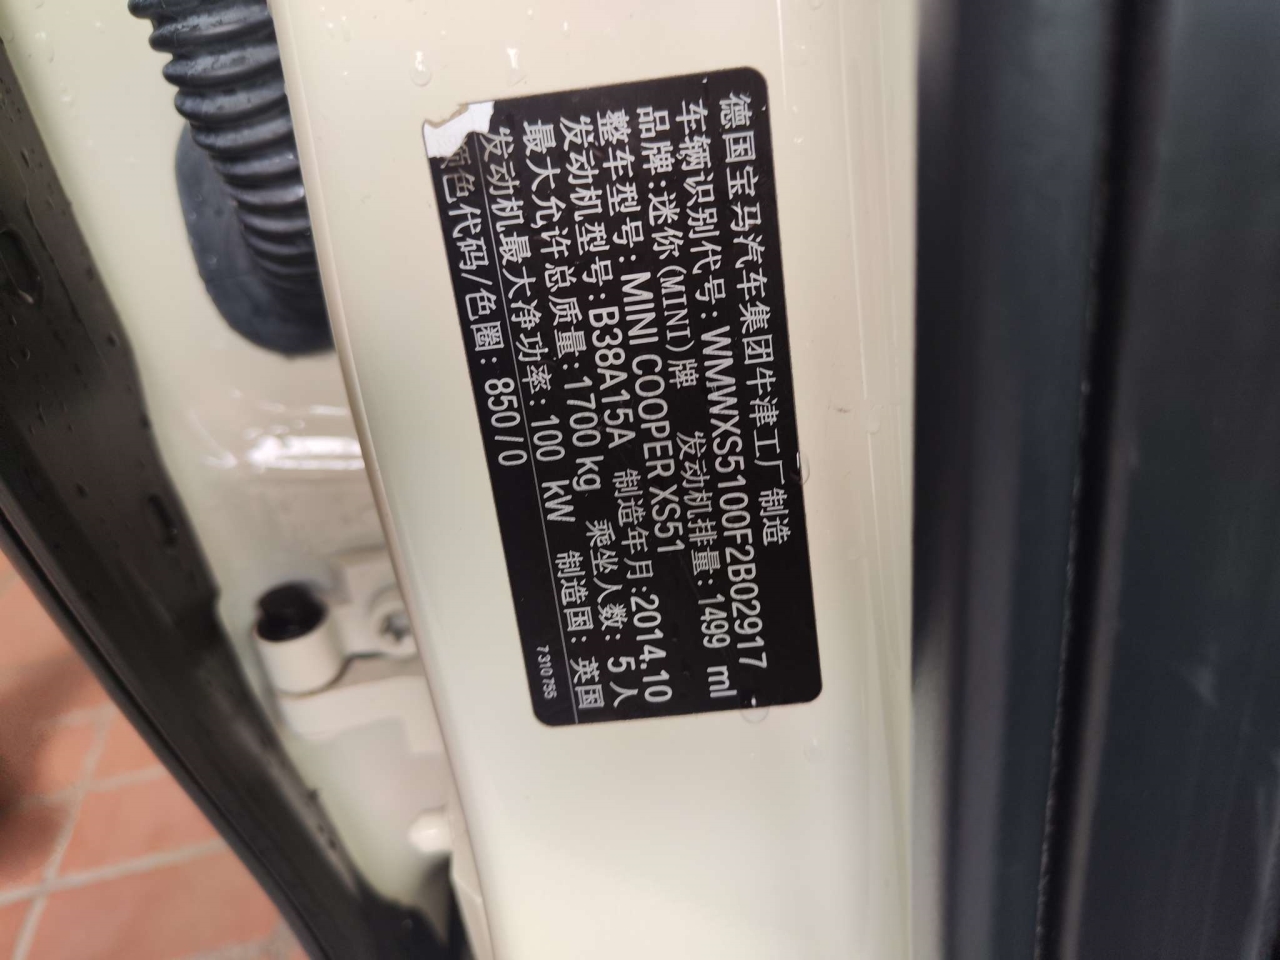 德国宝马汽车集团牛津工厂制造
车辆识别代号: WMWXS5100F2B02917
品牌:迷你(MINI)牌 发动机排量: 1499 ml
整车型号: MINI COOPER XS51
发动机型号: B38A15A 制造年月:2014.10
最大允许总质量:1700 kg 乘坐人数: 5人
发动机最大净功率: 100 kW 制造国: 英国
颜色代码/色圈: 850/0
7310755